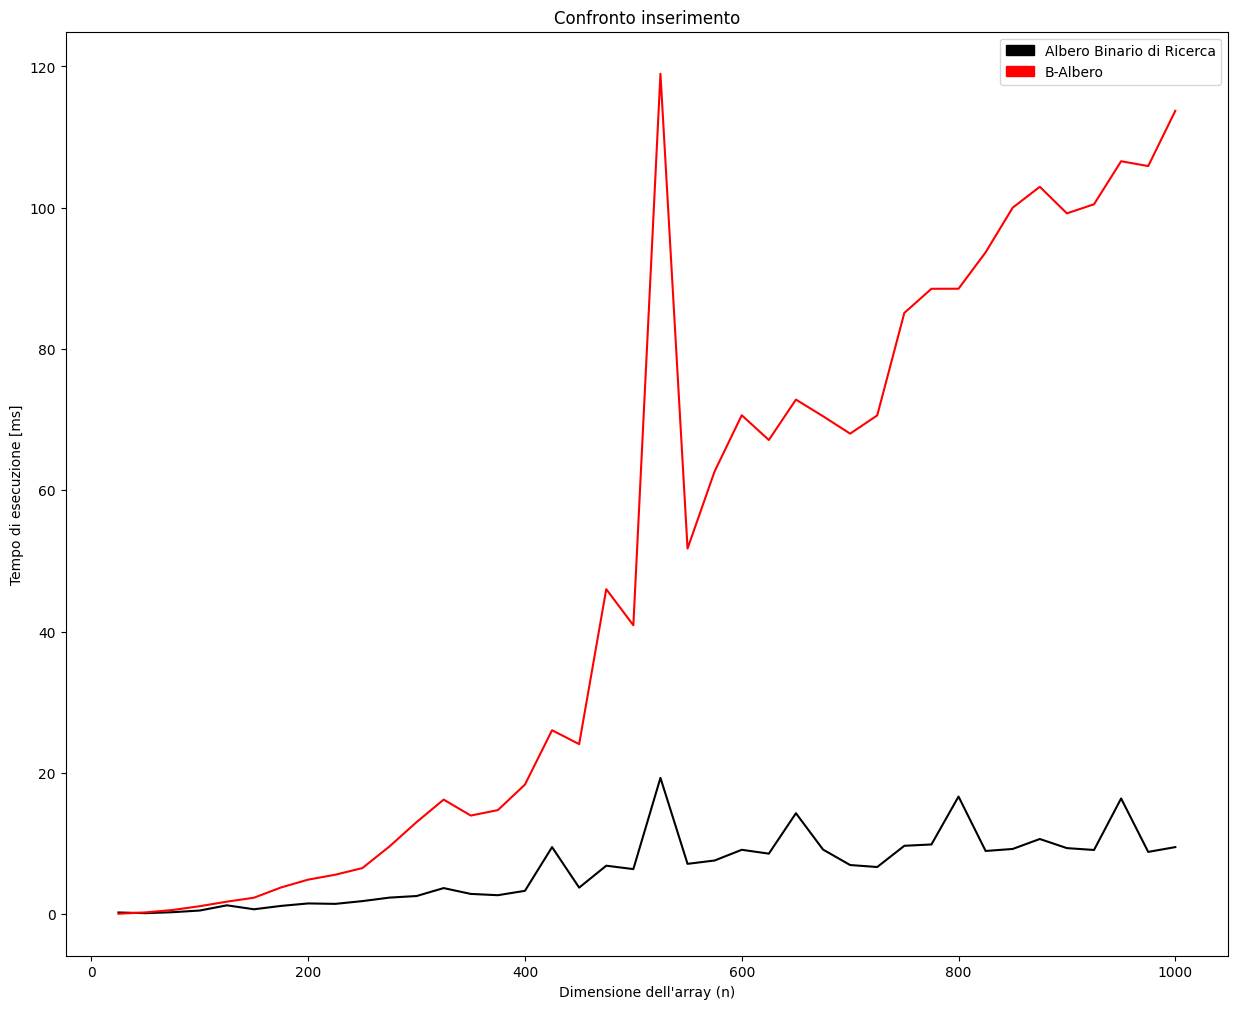 Confronto inserimento
Albero Binario di Ricerca
B-Albero
Tempo di esecuzione [ms]
120
100
80
60
40
20
0
0
200
400
600
800
1000
Dimensione dell'array (n)